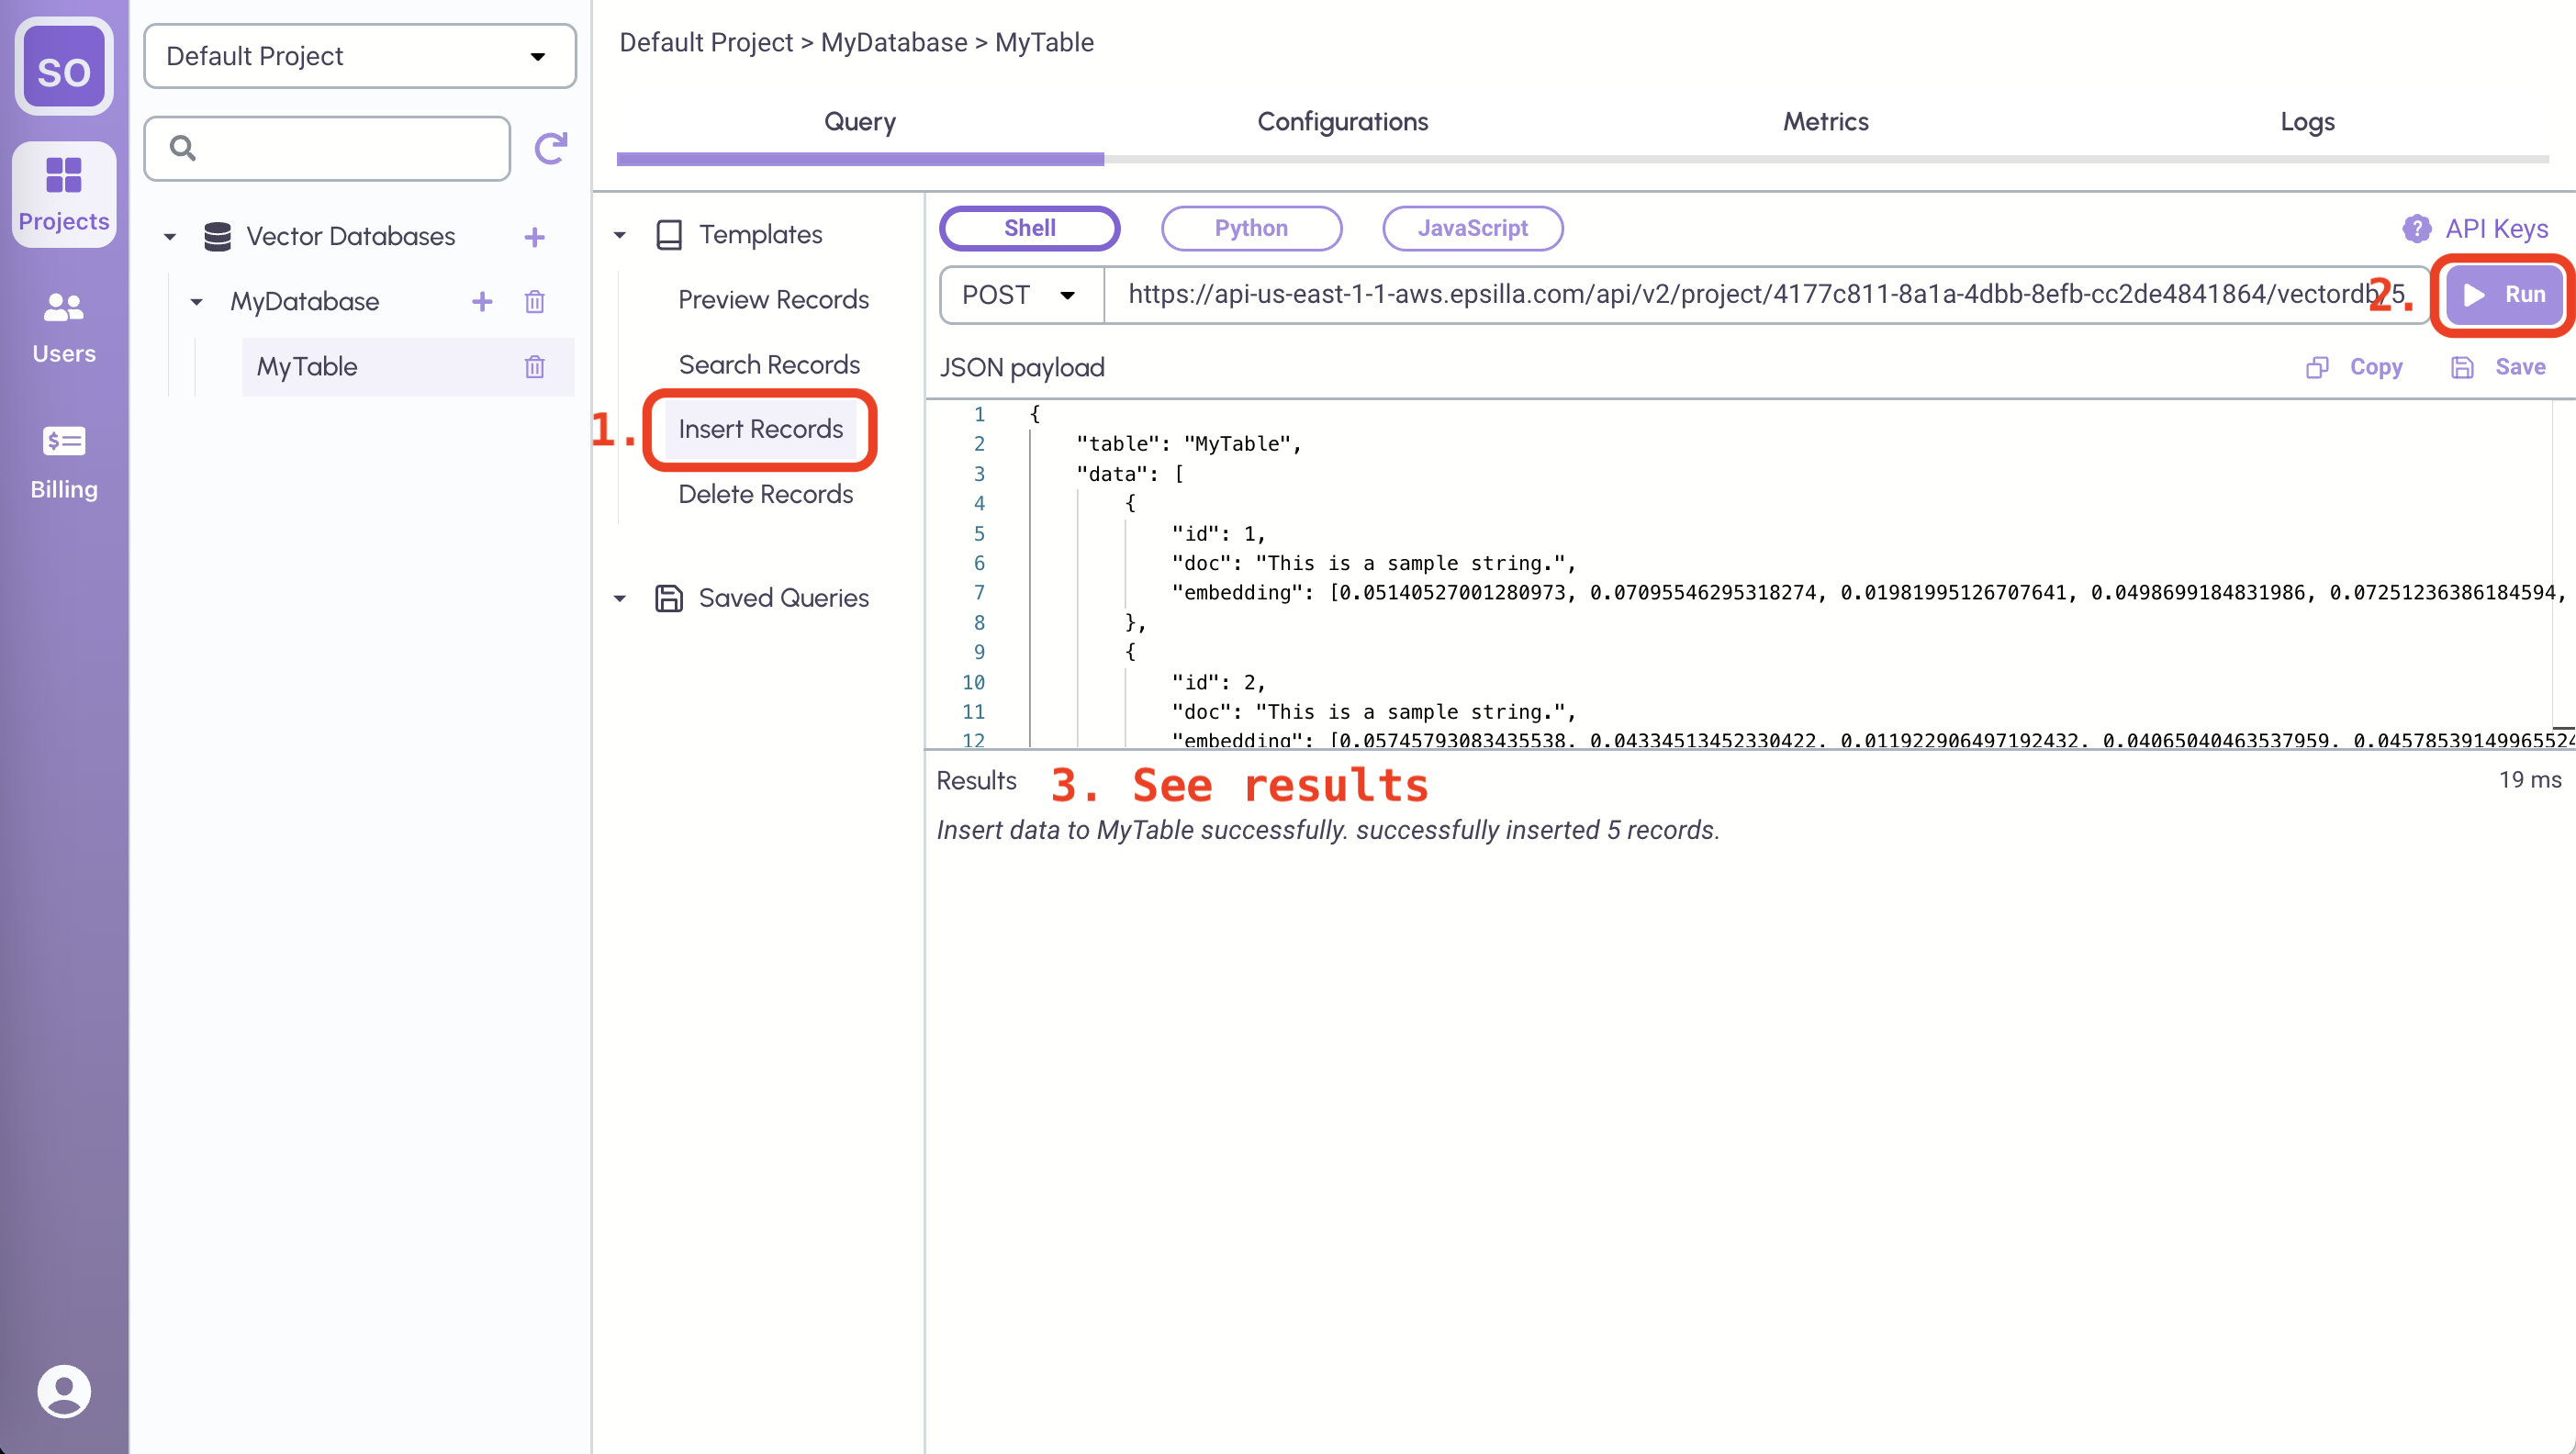 SO
Projects
Users
Billing
Default Project
Vector Databases
MyDatabase
MyTable
Default Project > MyDatabase > MyTable
Query
Configurations
Metrics
Logs
Templates
Preview Records
Search Records
1.
Insert Records
Delete Records
Saved Queries
Shell
Python
JavaScript
? API Keys
POST
https://api-us-east-1-1-aws.epsilla.com/api/v2/project/4177c811-8a1a-4dbb-8efb-cc2de4841864/vectordb/5
2.
Run
JSON payload
Copy
Save
1 {
2 "table": "MyTable",
3 "data": [
4 {
5 "id": 1,
6 "doc": "This is a sample string.",
7 "embedding": [0.05140527001280973, 0.07095546295318274, 0.01981995126707641, 0.0498699184831986, 0.07251236386184594,
8 },
9 {
10 "id": 2,
11 "doc": "This is a sample string.",
12 "embedding": [0.05745793083435538, 0.04334513452330422, 0.011922906497192432, 0.04065040463537959, 0.045785391499655524
Results
3. See results
19 ms
Insert data to MyTable successfully. successfully inserted 5 records.